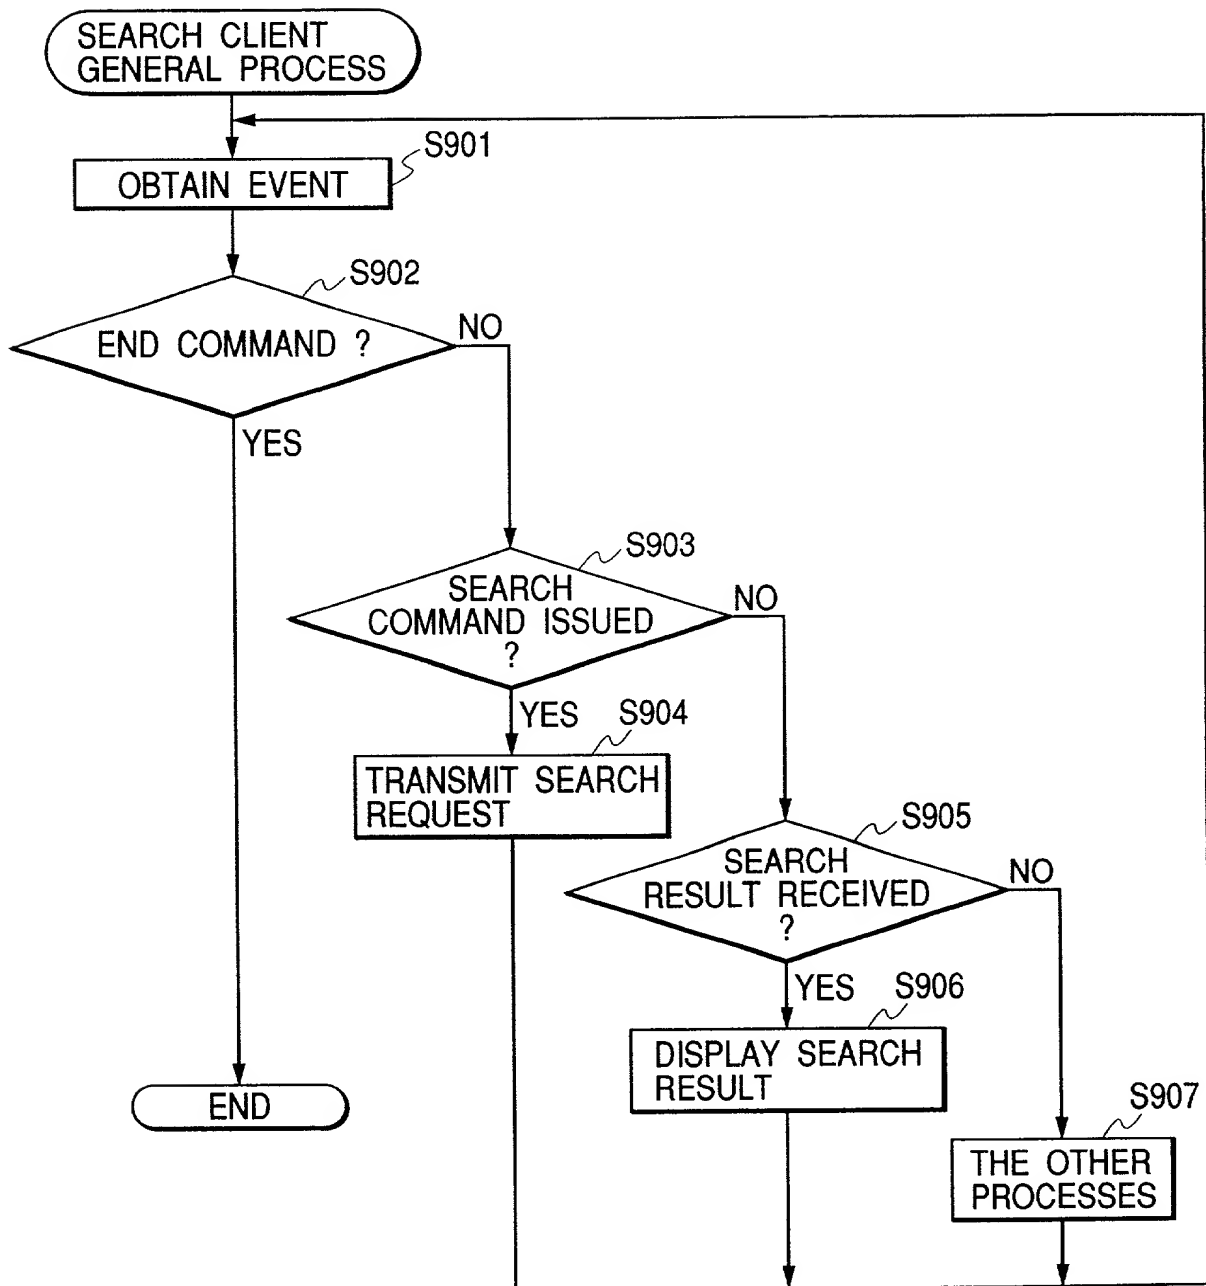 SEARCH CLIENT
GENERAL PROCESS
S901
OBTAIN EVENT
S902
END COMMAND ?
NO
YES
S903
SEARCH
COMMAND ISSUED
?
NO
YES
S904
TRANSMIT SEARCH
REQUEST
S905
SEARCH
RESULT RECEIVED
?
NO
YES
S906
DISPLAY SEARCH
RESULT
END
S907
THE OTHER
PROCESSES